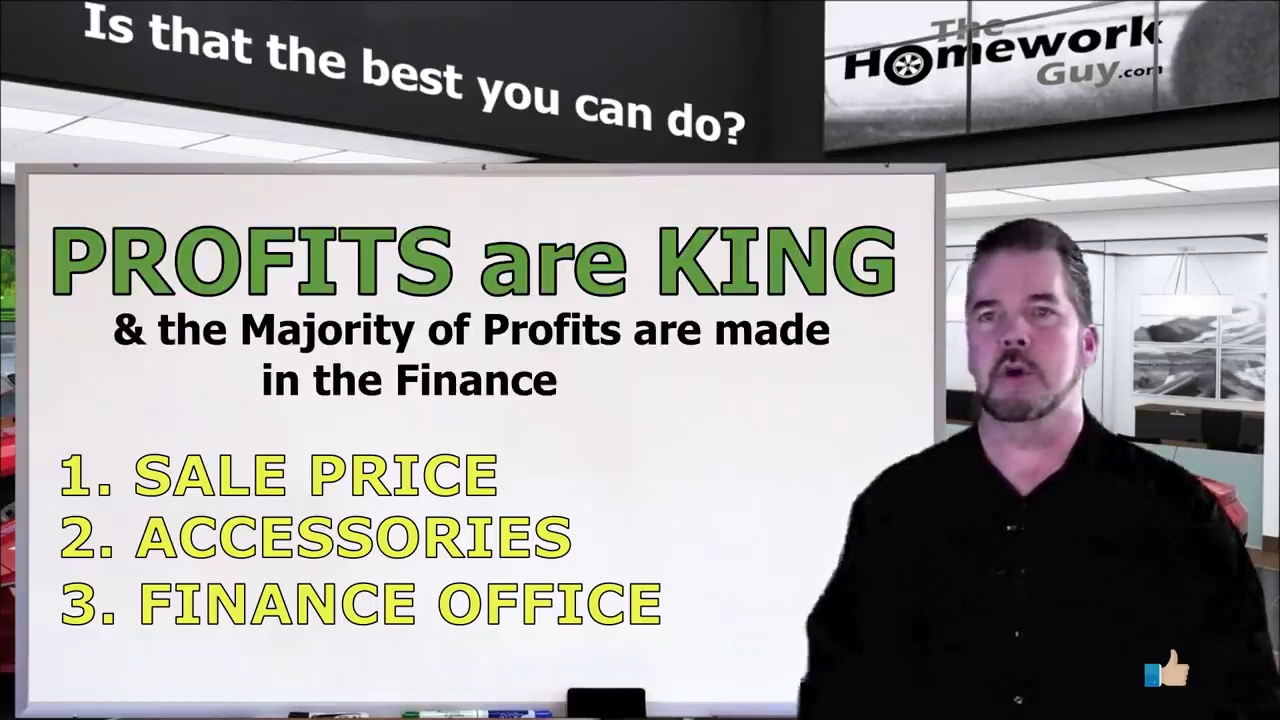 Is that the best you can do?
The
Homework
Guy.com
PROFITS are KING
& the Majority of Profits are made
in the Finance
1. SALE PRICE
2. ACCESSORIES
3. FINANCE OFFICE